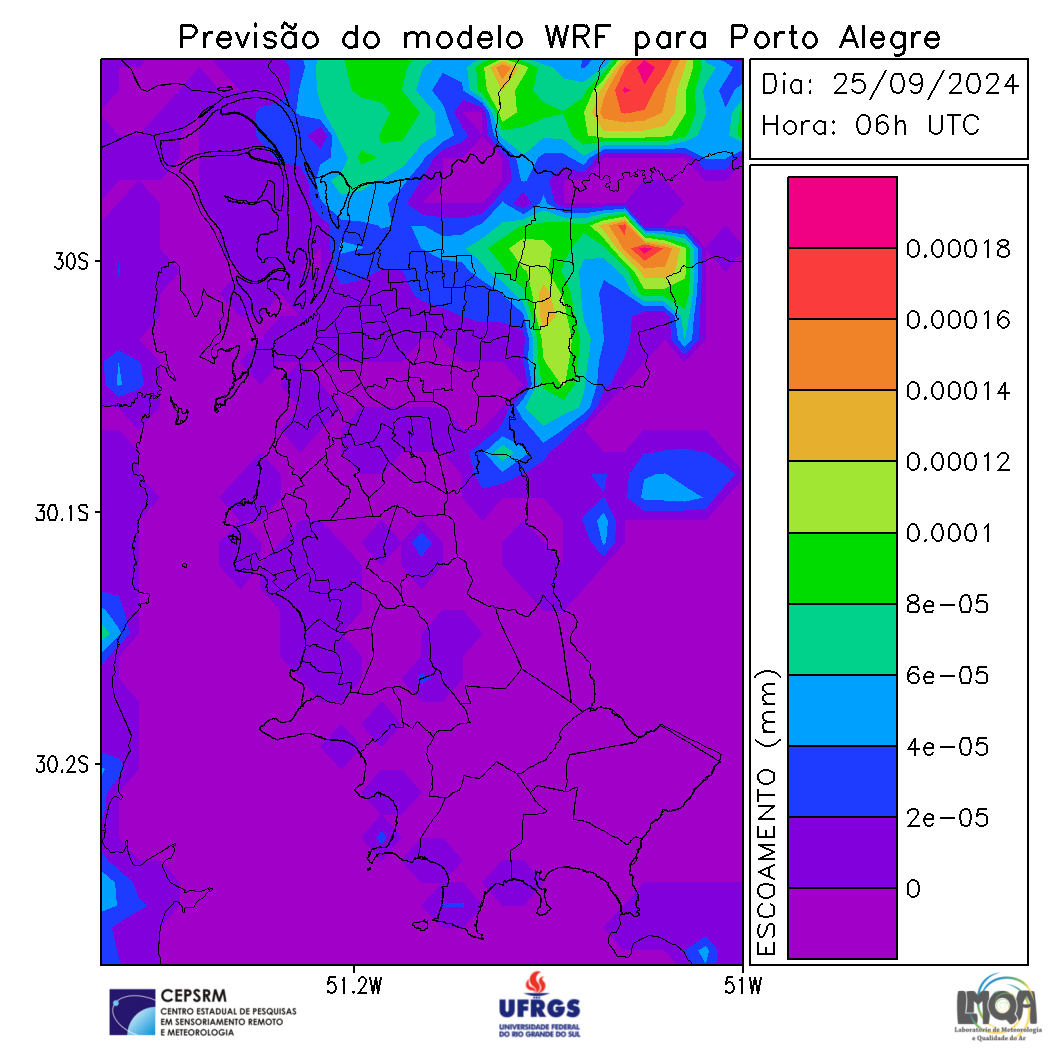 Previsão do modelo WRF para Porto Alegre
Dia: 25/09/2024
Hora: 06h UTC
30S
30.1S
30.2S
51.2W
51W
ESCOAMENTO (mm)
0.00018
0.00016
0.00014
0.00012
0.0001
8e-05
6e-05
4e-05
2e-05
0
CEPSRM
CENTRO ESTADUAL DE PESQUISAS
EM SENSORIAMENTO REMOTO
E METEOROLOGIA
UFRGS
UNIVERSIDADE FEDERAL
DO RIO GRANDE DO SUL
LMQA
Laboratório de Meteorologia
e Qualidade do Ar